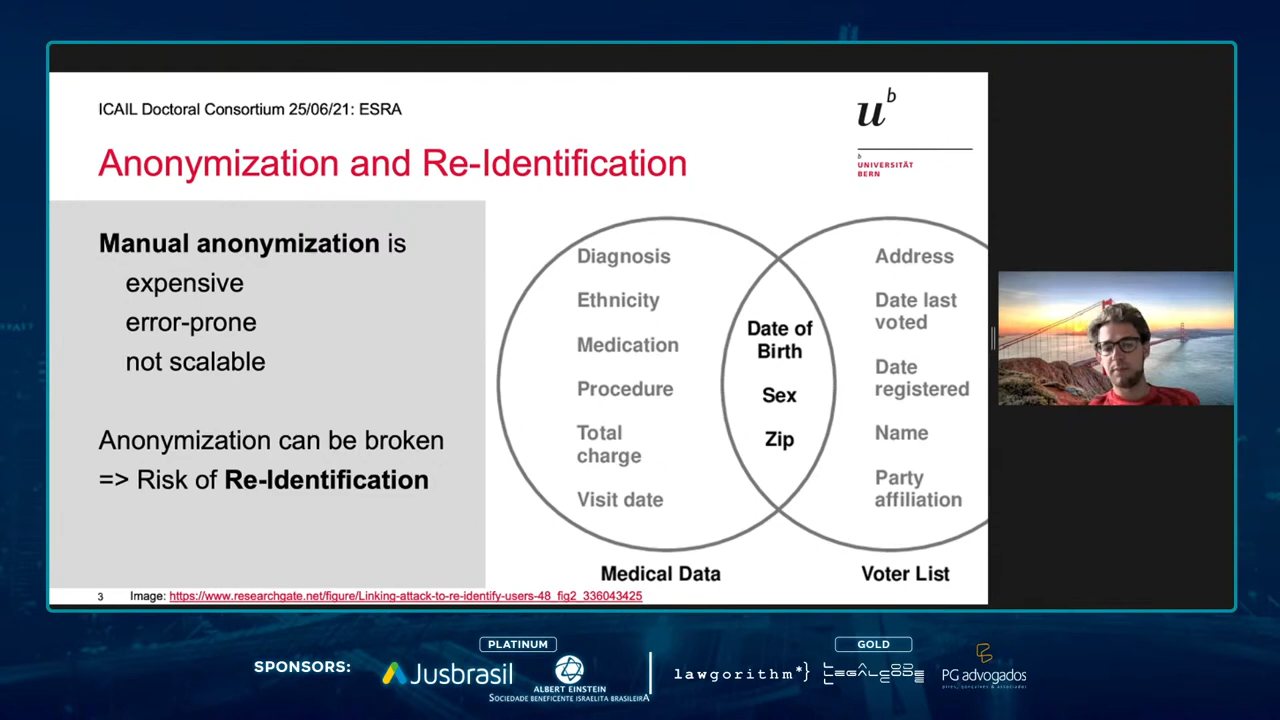 ICAIL Doctoral Consortium 25/06/21: ESRA
u^b
b
UNIVERSITÄT
BERN
Anonymization and Re-Identification
Manual anonymization is
expensive
error-prone
not scalable
Anonymization can be broken
=> Risk of Re-Identification
Diagnosis
Ethnicity
Medication
Procedure
Total
charge
Visit date
Date of
Birth
Sex
Zip
Address
Date last
voted
Date
registered
Name
Party
affiliation
Medical Data
Voter List
3
Image: https://www.researchgate.net/figure/Linking-attack-to-re-identify-users-48_fig2_336043425
SPONSORS:
PLATINUM
Jusbrasil
ALBERT EINSTEIN
SOCIEDADE BENEFICENTE ISRAELITA BRASILEIRA
GOLD
lawgorithm*}
LEGALCODE
PG advogados